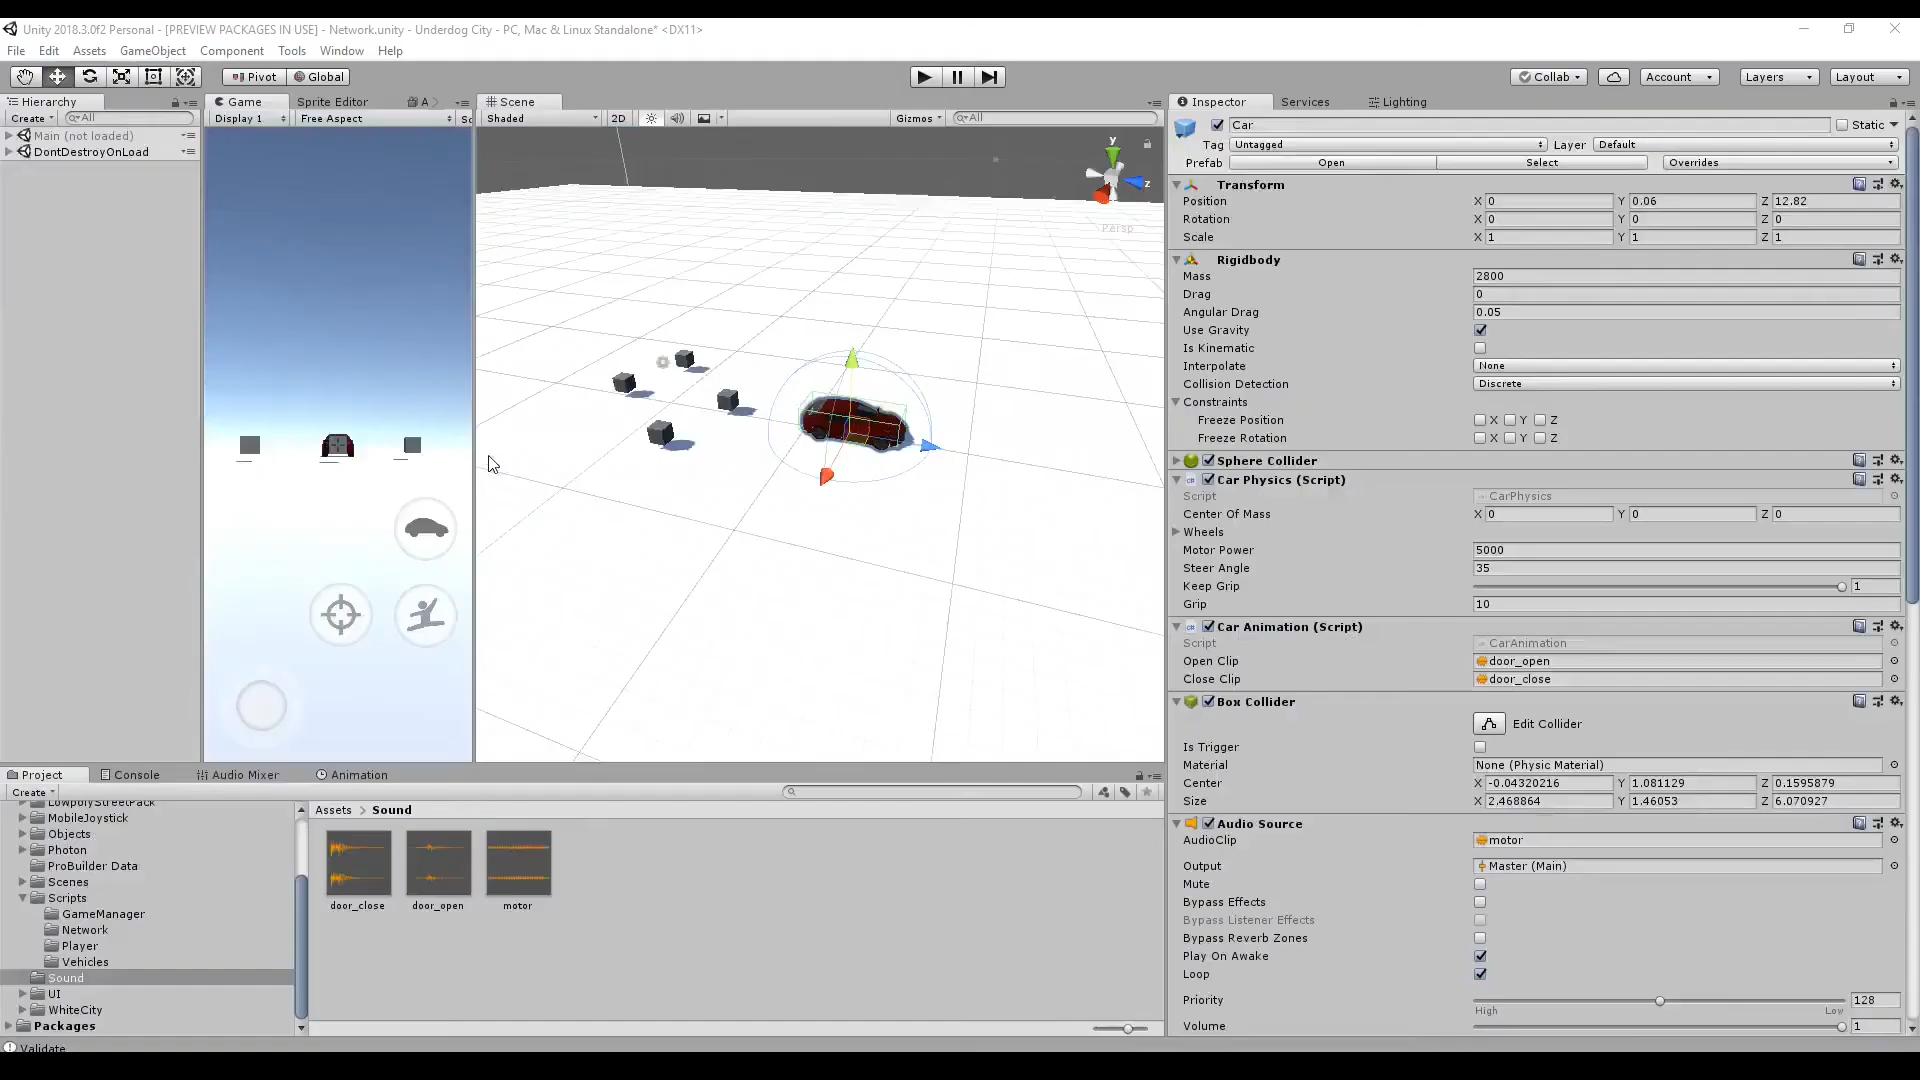 Unity 2018.3.0f2 Personal - [PREVIEW PACKAGES IN USE] - Network.unity - Underdog City - PC, Mac & Linux Standalone* <DX11>
File Edit Assets GameObject Component Tools Window Help
Pivot Global Collab Account Layers Layout
Hierarchy Game Sprite Editor A Scene Inspector Services Lighting
Create All Display 1 Free Aspect Sc Shaded 2D Gizmos All
Main (not loaded)
DontDestroyOnLoad
y
z
Persp
Car Static
Tag Untagged Layer Default
Prefab Open Select Overrides
Transform
Position X 0 Y 0.06 Z 12.82
Rotation X 0 Y 0 Z 0
Scale X 1 Y 1 Z 1
Rigidbody
Mass 2800
Drag 0
Angular Drag 0.05
Use Gravity
Is Kinematic
Interpolate None
Collision Detection Discrete
Constraints
Freeze Position X Y Z
Freeze Rotation X Y Z
Sphere Collider
Car Physics (Script)
Script CarPhysics
Center Of Mass X 0 Y 0 Z 0
Wheels
Motor Power 5000
Steer Angle 35
Keep Grip 1
Grip 10
Car Animation (Script)
Script CarAnimation
Open Clip door_open
Close Clip door_close
Box Collider
Edit Collider
Is Trigger
Material None (Physic Material)
Center X -0.04320216 Y 1.081129 Z 0.1595879
Size X 2.468864 Y 1.46053 Z 6.070927
Audio Source
AudioClip motor
Output Master (Main)
Mute
Bypass Effects
Bypass Listener Effects
Bypass Reverb Zones
Play On Awake
Loop
Priority 128
High Low
Volume 1
Project Console Audio Mixer Animation
Create
LowpolyStreetPack
MobileJoystick
Objects
Photon
ProBuilder Data
Scenes
Scripts
GameManager
Network
Player
Vehicles
Sound
UI
WhiteCity
Packages
Assets > Sound
door_close door_open motor
Validate